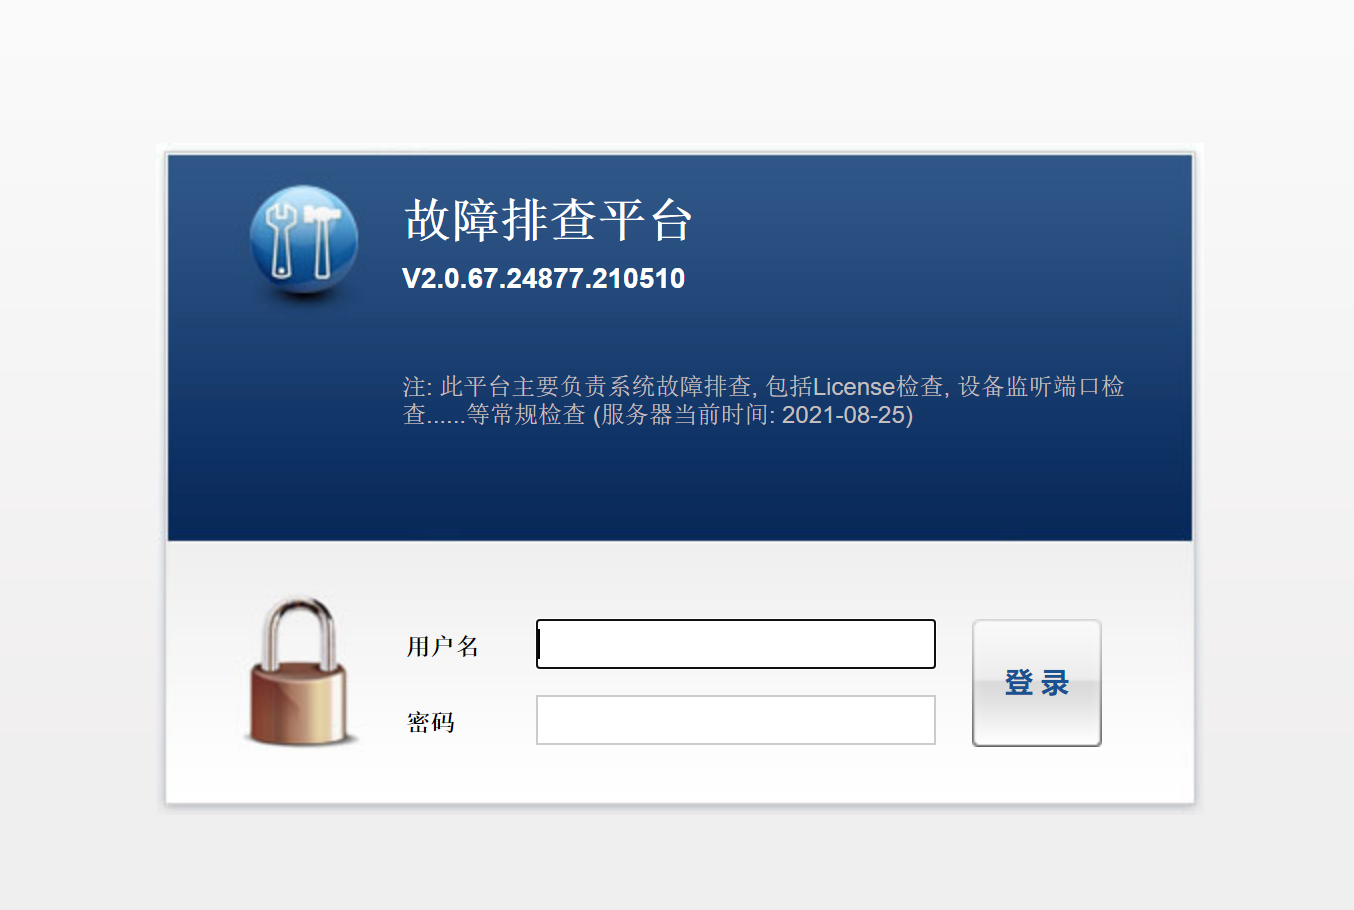 故障排查平台
V2.0.67.24877.210510
注: 此平台主要负责系统故障排查, 包括License检查, 设备监听端口检
查......等常规检查 (服务器当前时间: 2021-08-25)
用户名
密码
登 录